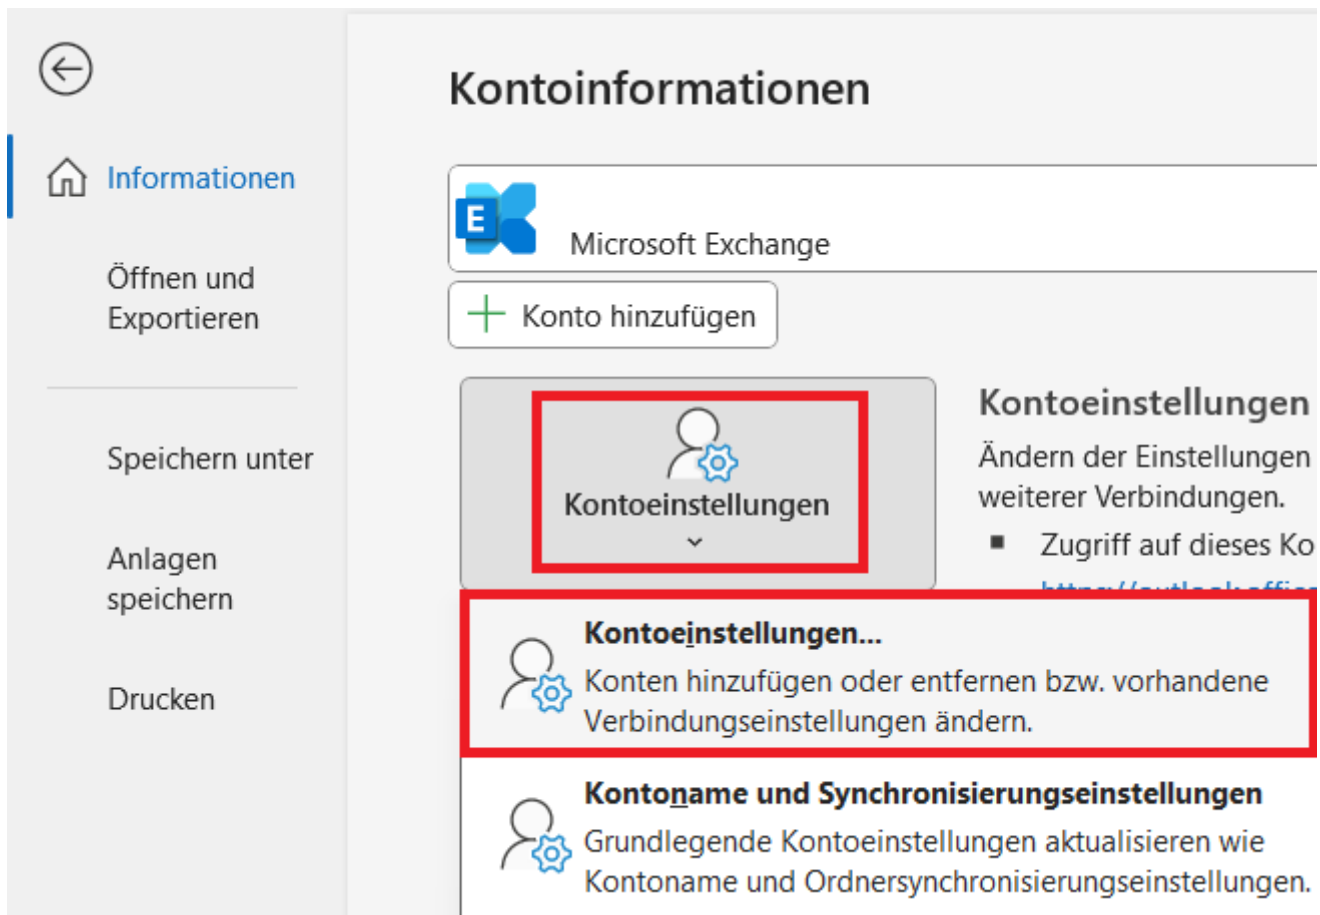 Kontoinformationen
Informationen
E
Microsoft Exchange
Öffnen und
Exportieren
Konto hinzufügen
Kontoeinstellungen
Kontoeinstellungen
Ändern der Einstellungen
weiterer Verbindungen.
Zugriff auf dieses Ko
Speichern unter
Anlagen
speichern
Drucken
Kontoeinstellungen...
Konten hinzufügen oder entfernen bzw. vorhandene
Verbindungseinstellungen ändern.
Kontoname und Synchronisierungseinstellungen
Grundlegende Kontoeinstellungen aktualisieren wie
Kontoname und Ordnersynchronisierungseinstellungen.